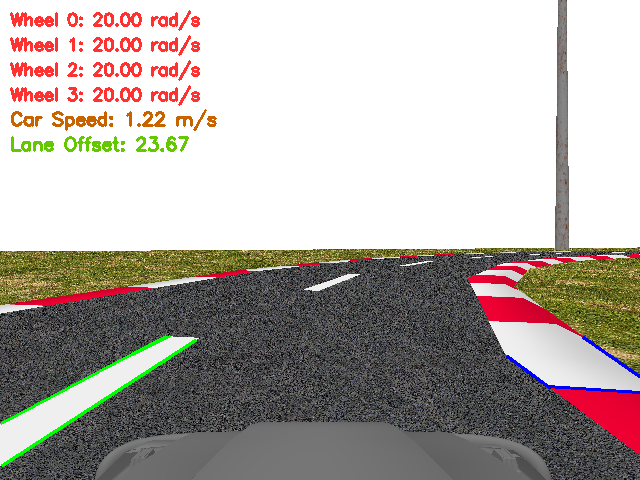 Wheel 0: 20.00 rad/s
Wheel 1: 20.00 rad/s
Wheel 2: 20.00 rad/s
Wheel 3: 20.00 rad/s
Car Speed: 1.22 m/s
Lane Offset: 23.67